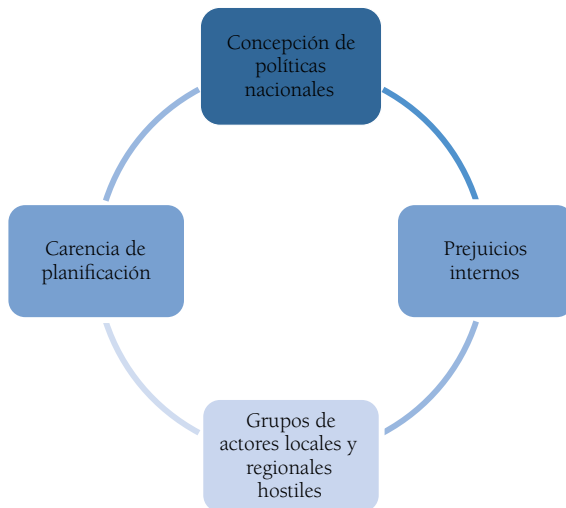 Concepción de
políticas
nacionales
Carencia de
planificación
Prejuicios
internos
Grupos de
actores locales y
regionales
hostiles